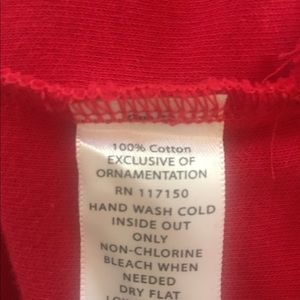 100% Cotton
EXCLUSIVE OF
ORNAMENTATION
RN 117150
HAND WASH COLD
INSIDE OUT
ONLY
NON-CHLORINE
BLEACH WHEN
NEEDED
DRY FLAT